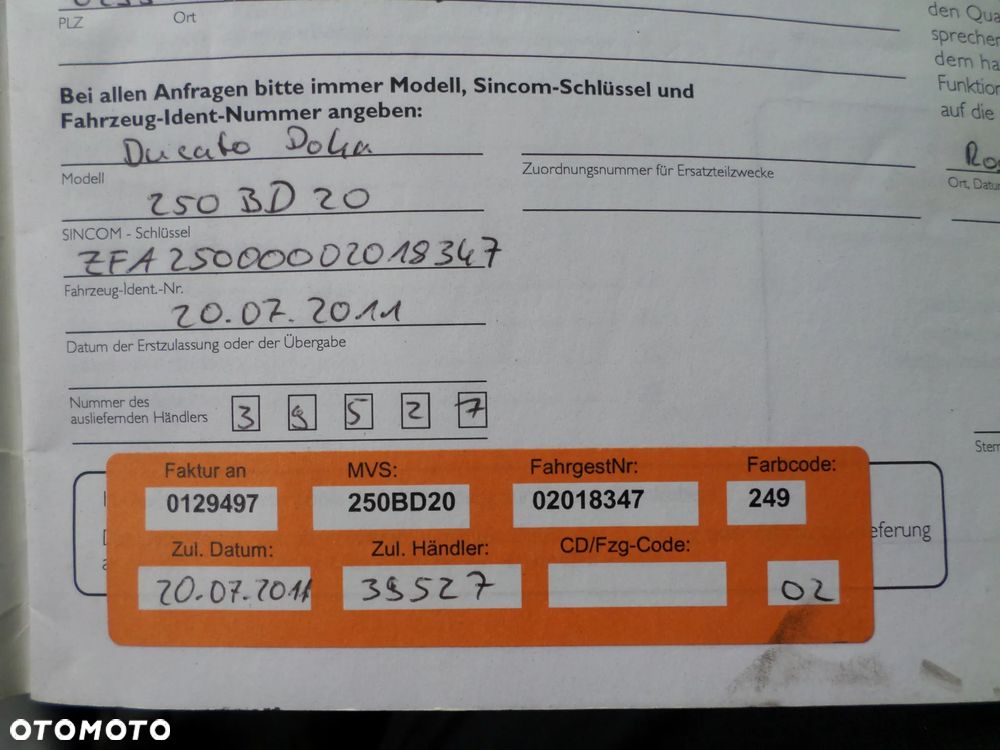 PLZ Ort
den Qua
sprechen
dem ha
Funktion
auf die
Bei allen Anfragen bitte immer Modell, Sincom-Schlüssel und
Fahrzeug-Ident-Nummer angeben:
Ducato Doka
Modell
250 BD 20
SINCOM - Schlüssel
ZFA25000002018347
Fahrzeug-Ident.-Nr.
20.07.2011
Datum der Erstzulassung oder der Übergabe
Zuordnungsnummer für Ersatzteilzwecke
Ort, Datu
Nummer des
ausliefernden Händlers 3 9 5 2 7
Stem
Faktur an MVS: FahrgestNr: Farbcode:
0129497 250BD20 02018347 249
eferung
Zul. Datum: Zul. Händler: CD/Fzg-Code:
20.07.2011 39527 02
OTOMOTO